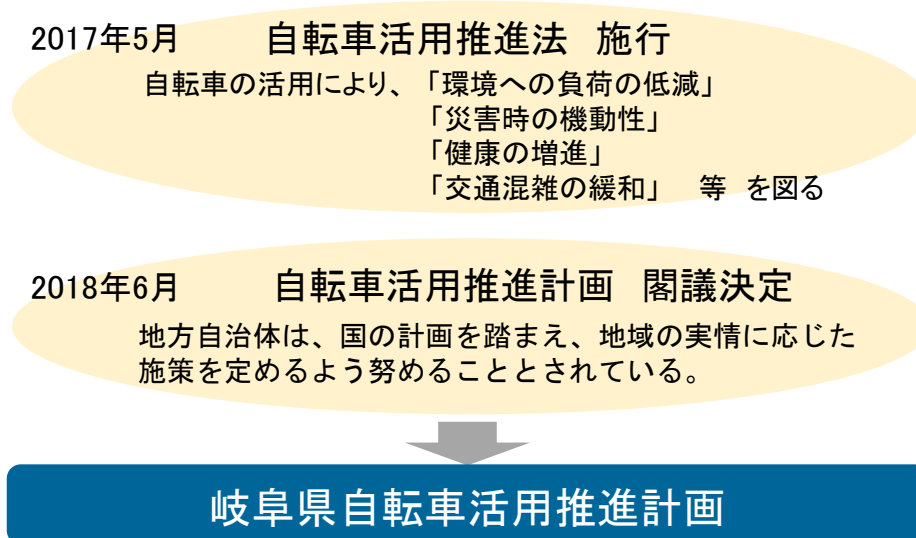 2017年5月　自転車活用推進法　施行
自転車の活用により、「環境への負荷の低減」
「災害時の機動性」
「健康の増進」
「交通混雑の緩和」　等　を図る
2018年6月　自転車活用推進計画　閣議決定
地方自治体は、国の計画を踏まえ、地域の実情に応じた
施策を定めるよう努めることとされている。
岐阜県自転車活用推進計画